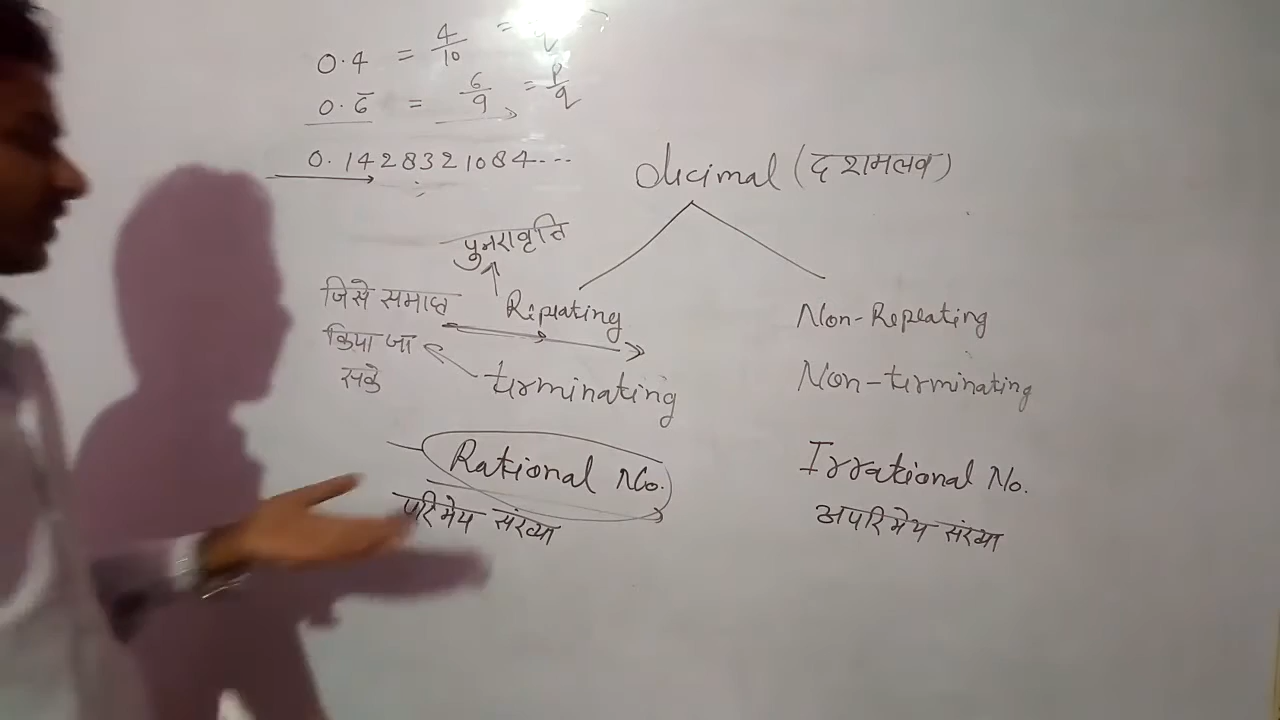 0.4 = 4/10 =
0.6̅ = 6/9 = p/q
0.1428321084...
decimal (दशमलव)
पुनरावृत्ति
जिसे समाप्त
किया जा
सके
Repeating
terminating
Rational No.
परिमेय संख्या
Non-Repeating
Non-terminating
Irrational No.
अपरिमेय संख्या